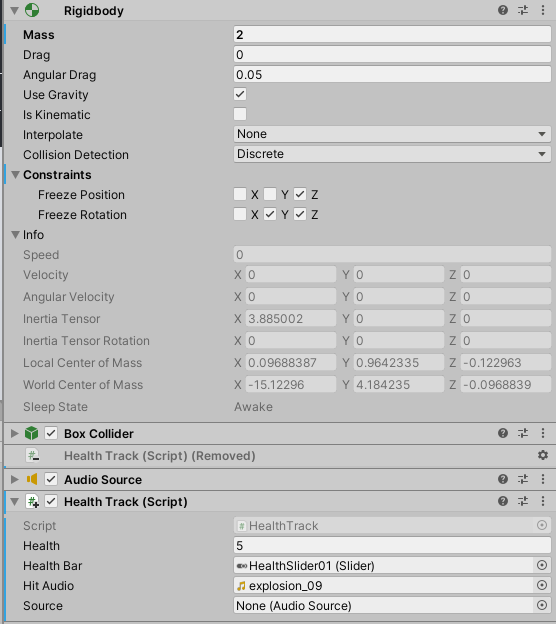 Rigidbody
Mass 2
Drag 0
Angular Drag 0.05
Use Gravity
Is Kinematic
Interpolate None
Collision Detection Discrete
Constraints
Freeze Position X Y Z
Freeze Rotation X Y Z
Info
Speed 0
Velocity X 0 Y 0 Z 0
Angular Velocity X 0 Y 0 Z 0
Inertia Tensor X 3.885002 Y 0 Z 0
Inertia Tensor Rotation X 0 Y 0 Z 0
Local Center of Mass X 0.09688387 Y 0.9642335 Z -0.122963
World Center of Mass X -15.12296 Y 4.184235 Z -0.0968839
Sleep State Awake
Box Collider
Health Track (Script) (Removed)
Audio Source
Health Track (Script)
Script HealthTrack
Health 5
Health Bar HealthSlider01 (Slider)
Hit Audio explosion_09
Source None (Audio Source)